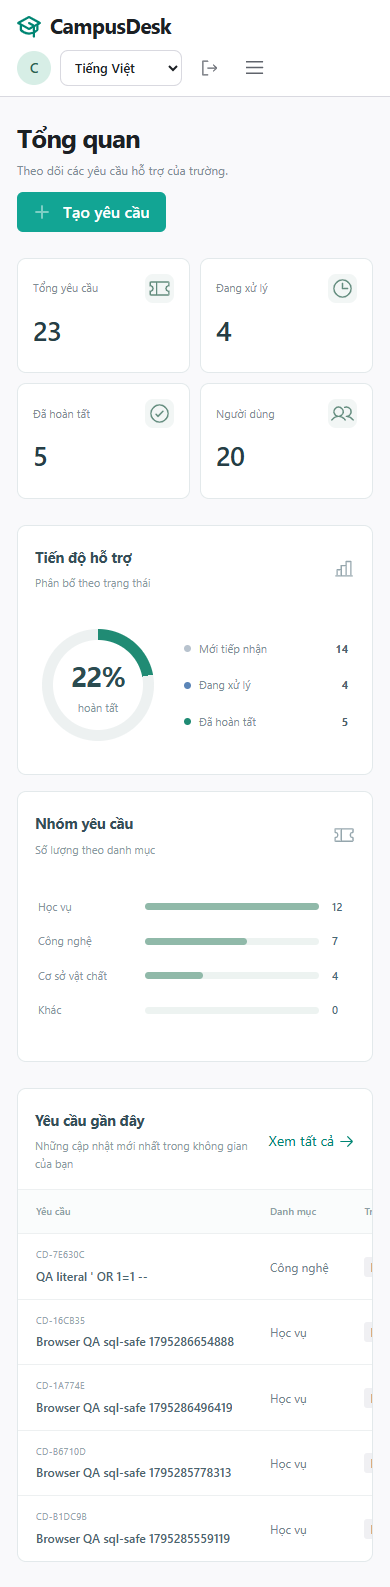 CampusDesk
C
Tiếng Việt
Tổng quan
Theo dõi các yêu cầu hỗ trợ của trường.
Tạo yêu cầu
Tổng yêu cầu
23
Đang xử lý
4
Đã hoàn tất
5
Người dùng
20
Tiến độ hỗ trợ
Phân bố theo trạng thái
22%
hoàn tất
Mới tiếp nhận 14
Đang xử lý 4
Đã hoàn tất 5
Nhóm yêu cầu
Số lượng theo danh mục
Học vụ 12
Công nghệ 7
Cơ sở vật chất 4
Khác 0
Yêu cầu gần đây
Những cập nhật mới nhất trong không gian
của bạn
Xem tất cả →
Yêu cầu Danh mục Tr
CD-7E630C
QA literal ' OR 1=1 -- Công nghệ
CD-16CB35
Browser QA sql-safe 1795286654888 Học vụ
CD-1A774E
Browser QA sql-safe 1795286496419 Học vụ
CD-B6710D
Browser QA sql-safe 1795285778313 Học vụ
CD-B1DC9B
Browser QA sql-safe 1795285559119 Học vụ